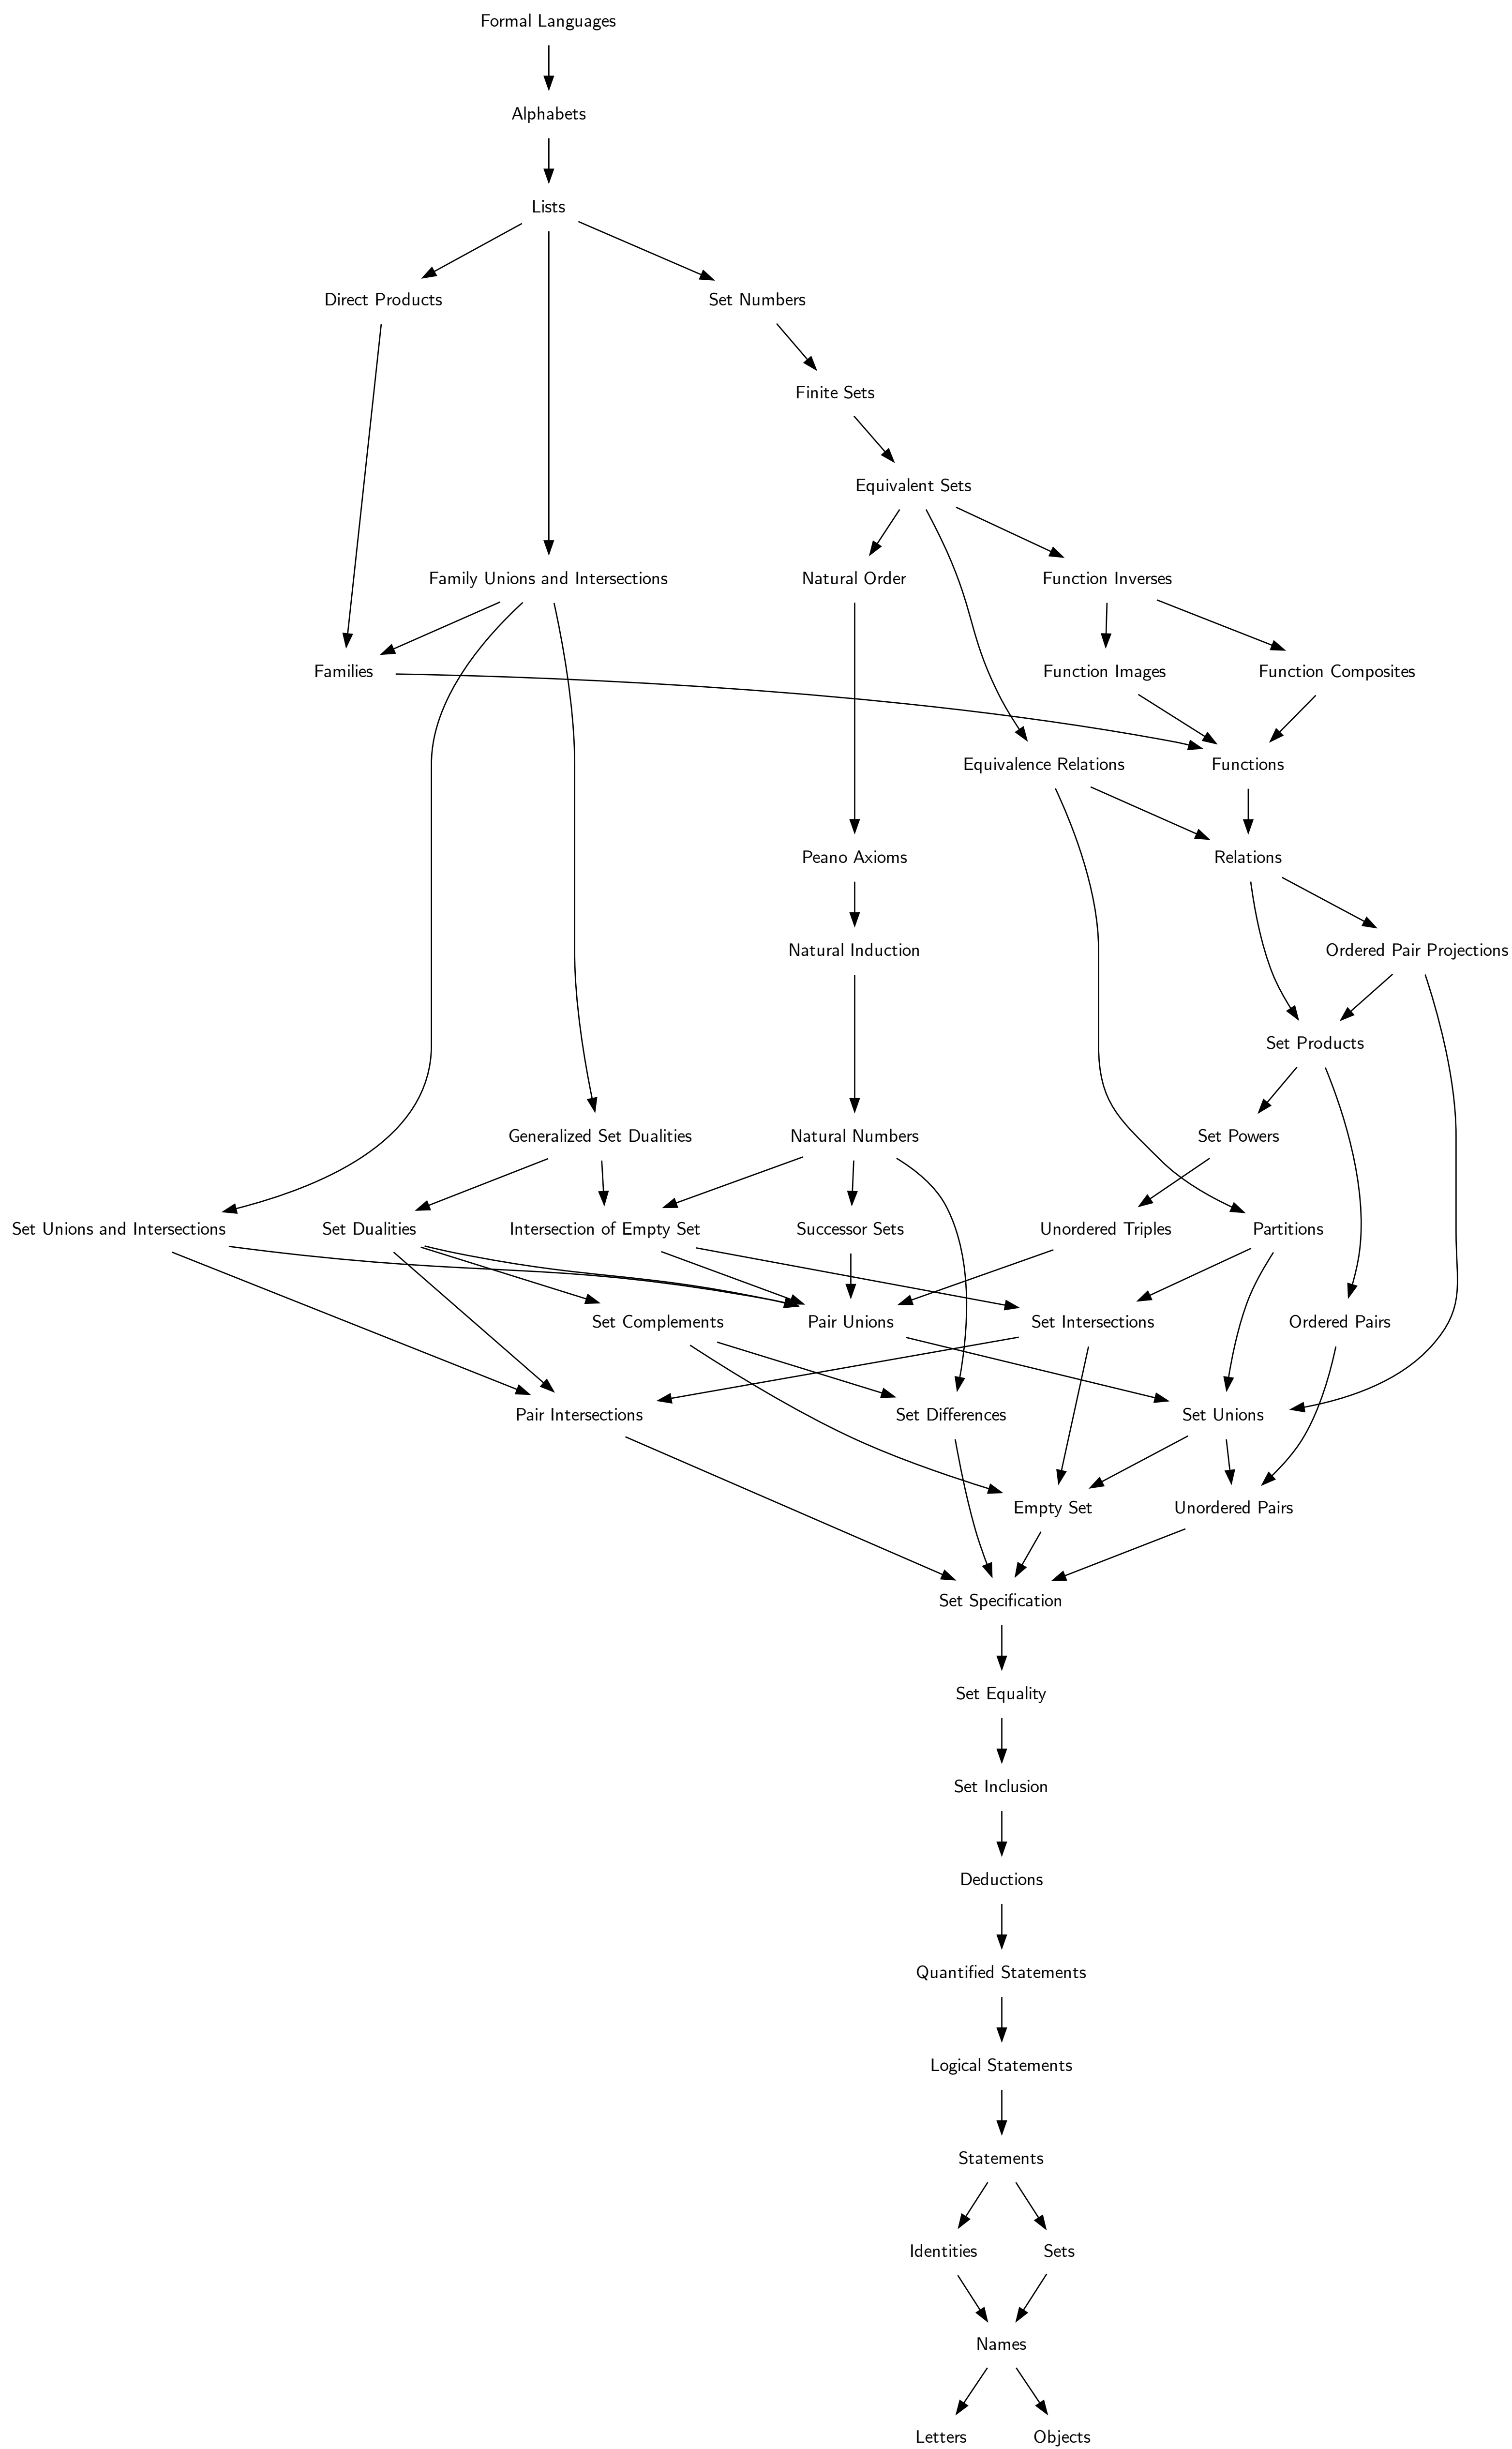 Formal Languages
Alphabets
Lists
Direct Products
Set Numbers
Finite Sets
Equivalent Sets
Family Unions and Intersections
Natural Order
Function Inverses
Families
Function Images
Function Composites
Equivalence Relations
Functions
Peano Axioms
Relations
Natural Induction
Ordered Pair Projections
Set Products
Generalized Set Dualities
Natural Numbers
Set Powers
Set Unions and Intersections
Set Dualities
Intersection of Empty Set
Successor Sets
Unordered Triples
Partitions
Set Complements
Pair Unions
Set Intersections
Ordered Pairs
Pair Intersections
Set Differences
Set Unions
Empty Set
Unordered Pairs
Set Specification
Set Equality
Set Inclusion
Deductions
Quantified Statements
Logical Statements
Statements
Identities
Sets
Names
Letters
Objects